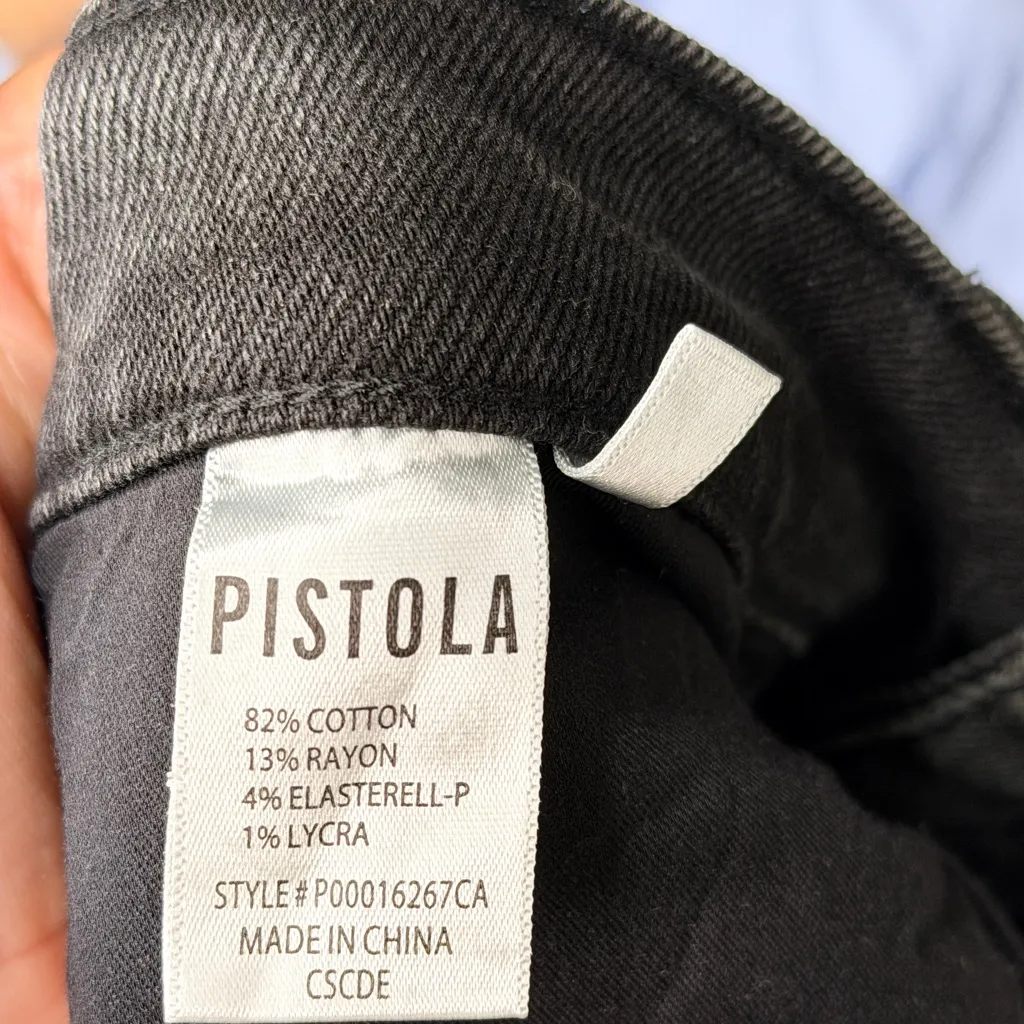 PISTOLA
82% COTTON
13% RAYON
4% ELASTERELL-P
1% LYCRA
STYLE# P00016267CA
MADE IN CHINA
CSCDE